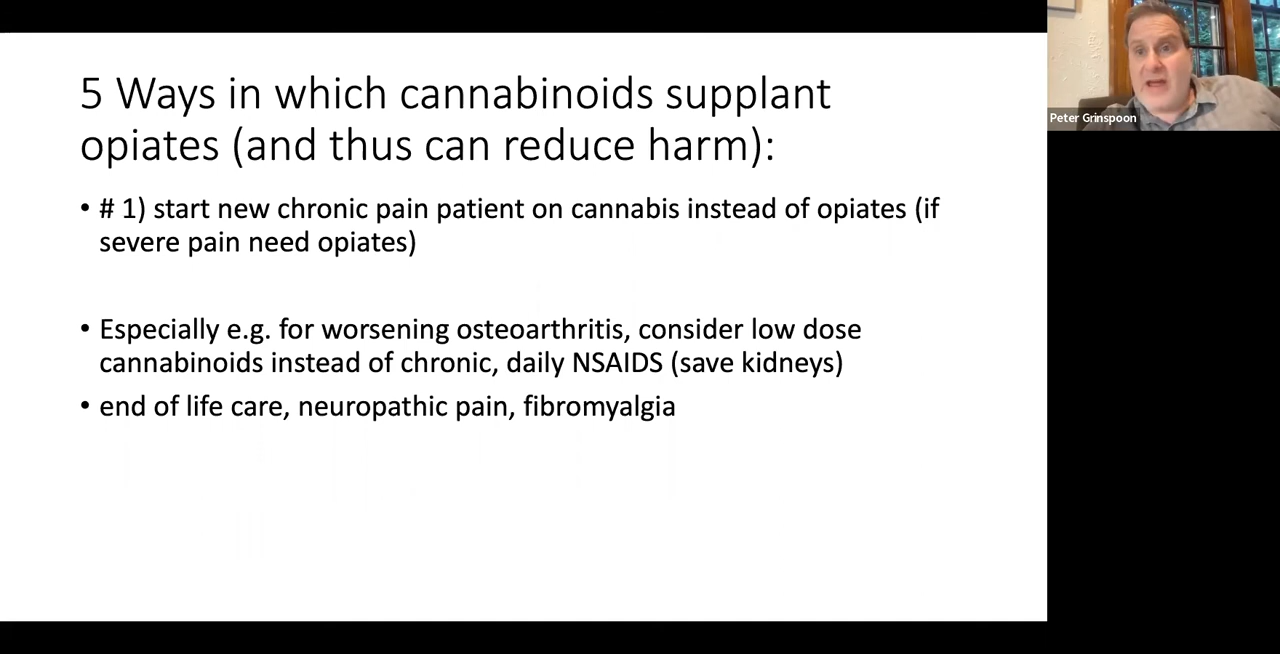 5 Ways in which cannabinoids supplant
opiates (and thus can reduce harm):
• # 1) start new chronic pain patient on cannabis instead of opiates (if
severe pain need opiates)
• Especially e.g. for worsening osteoarthritis, consider low dose
cannabinoids instead of chronic, daily NSAIDS (save kidneys)
• end of life care, neuropathic pain, fibromyalgia
Peter Grinspoon